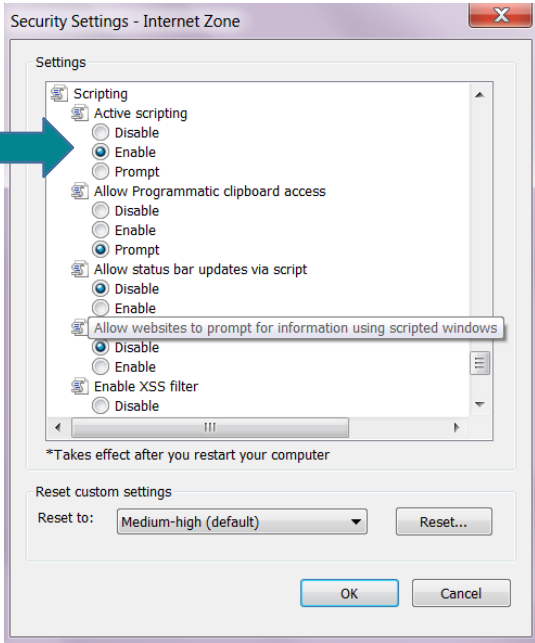 Security Settings - Internet Zone
Settings
Scripting
Active scripting
Disable
Enable
Prompt
Allow Programmatic clipboard access
Disable
Enable
Prompt
Allow status bar updates via script
Disable
Enable
Allow websites to prompt for information using scripted windows
Disable
Enable
Enable XSS filter
Disable
*Takes effect after you restart your computer
Reset custom settings
Reset to: Medium-high (default) Reset...
OK Cancel